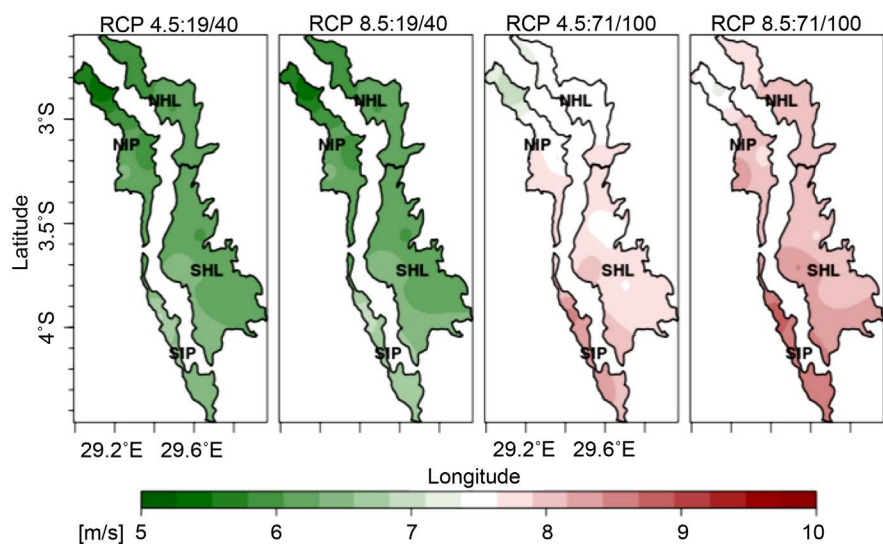 RCP 4.5:19/40 RCP 8.5:19/40 RCP 4.5:71/100 RCP 8.5:71/100
NHL NHL NHL NHL
3°S
NIP NIP NIP NIP
Latitude
3.5°S
SHL SHL SHL SHL
4°S
SIP SIP SIP SIP
29.2°E 29.6°E 29.2°E 29.6°E
Longitude
[m/s] 5 6 7 8 9 10